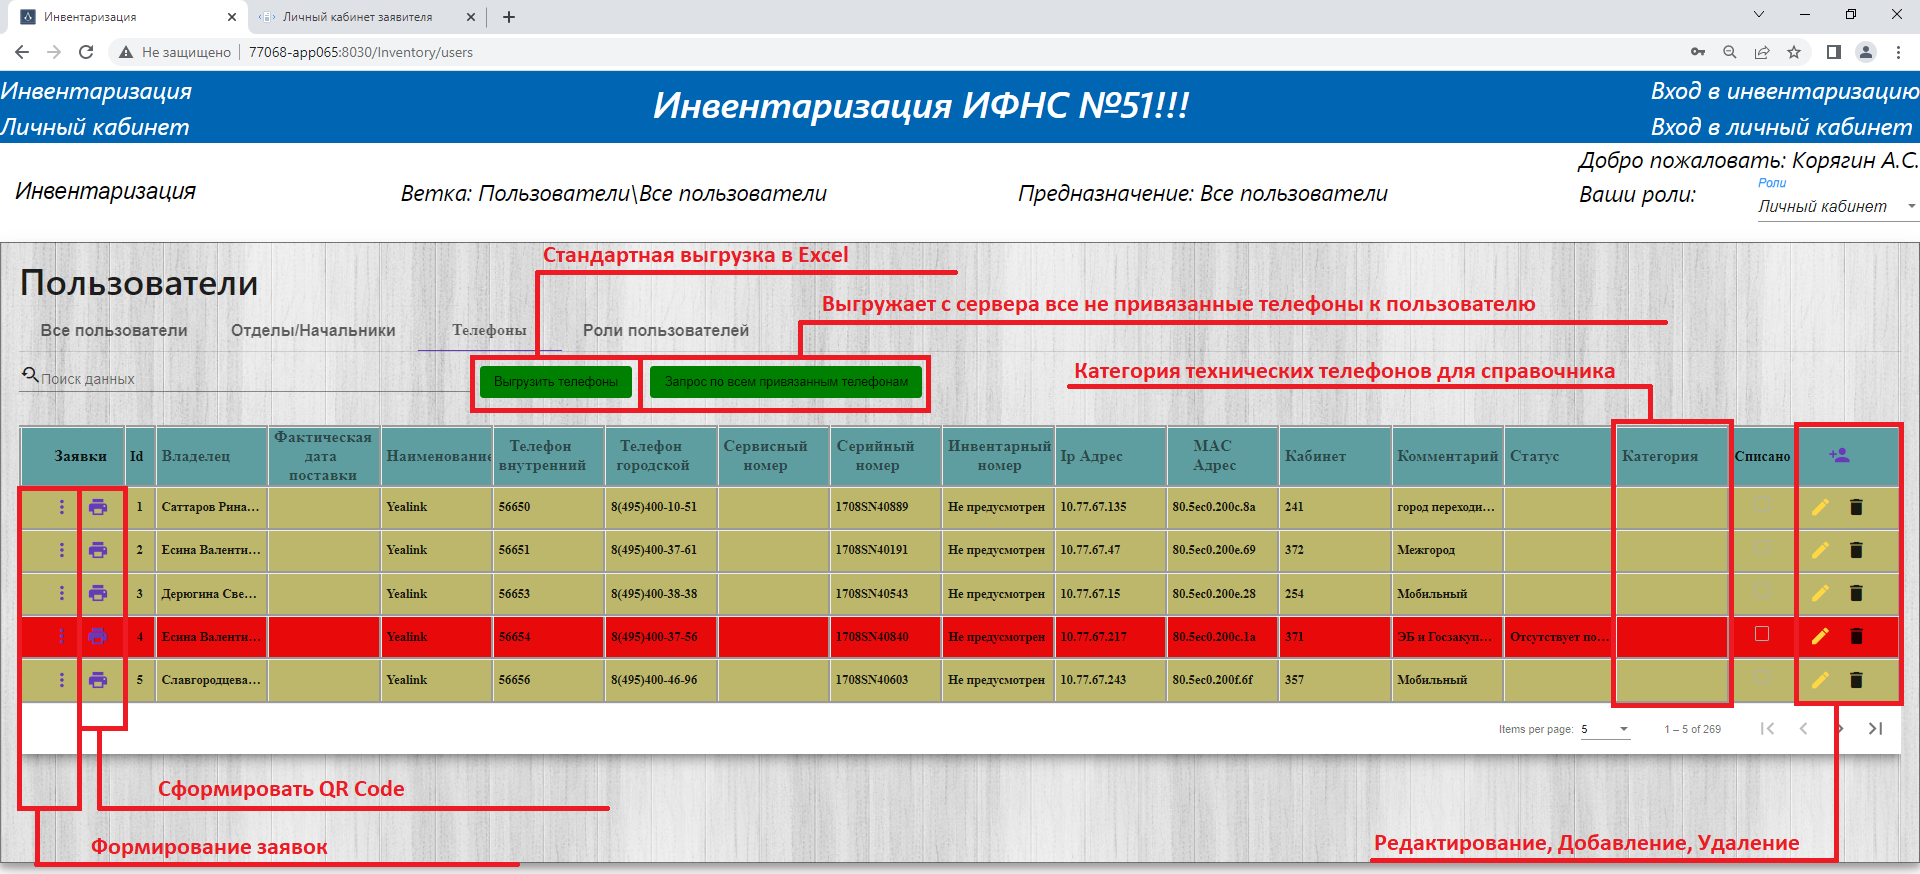 Инвентаризация
Личный кабинет заявителя
Не защищено
77068-app065:8030/Inventory/users
Инвентаризация
Личный кабинет
Инвентаризация ИФНС №51!!!
Вход в инвентаризацию
Вход в личный кабинет
Добро пожаловать: Корягин А.С.
Инвентаризация
Ветка: Пользователи\Все пользователи
Предназначение: Все пользователи
Ваши роли:
Роли
Личный кабинет
Стандартная выгрузка в Excel
Пользователи
Выгружает с сервера все не привязанные телефоны к пользователю
Все пользователи
Отделы/Начальники
Телефоны
Роли пользователей
Категория технических телефонов для справочника
Поиск данных
Выгрузить телефоны
Запрос по всем привязанным телефонам
Заявки Id Владелец Фактическая дата поставки Наименование Телефон внутренний Телефон городской Сервисный номер Серийный номер Инвентарный номер Ip Адрес MAC Адрес Кабинет Комментарий Статус Категория Списано
1 Саттаров Рина... Yealink 56650 8(495)400-10-51 1708SN40889 Не предусмотрен 10.77.67.135 80.5ec0.200c.8a 241 город переходи...
2 Есина Валенти... Yealink 56651 8(495)400-37-61 1708SN40191 Не предусмотрен 10.77.67.47 80.5ec0.200e.69 372 Межгород
3 Дерюгина Све... Yealink 56653 8(495)400-38-38 1708SN40543 Не предусмотрен 10.77.67.15 80.5ec0.200e.28 254 Мобильный
4 Есина Валенти... Yealink 56654 8(495)400-37-56 1708SN40840 Не предусмотрен 10.77.67.217 80.5ec0.200c.1a 371 ЭБ и Госзакуп... Отсутствует по...
5 Славгородцева... Yealink 56656 8(495)400-46-96 1708SN40603 Не предусмотрен 10.77.67.243 80.5ec0.200f.6f 357 Мобильный
Items per page: 5 1 – 5 of 269
Сформировать QR Code
Формирование заявок
Редактирование, Добавление, Удаление